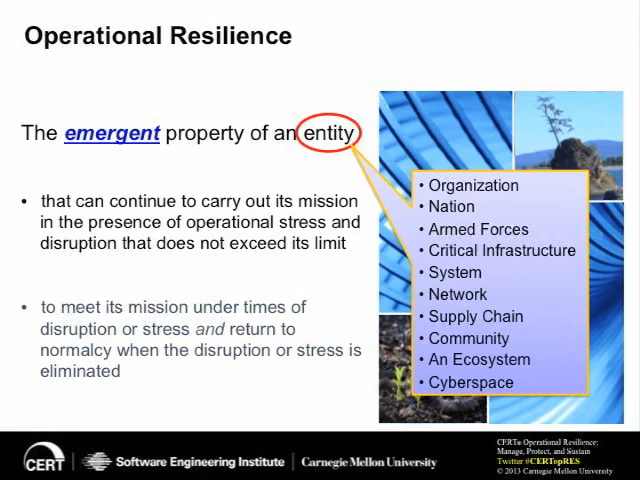 Operational Resilience
The emergent property of an entity
• that can continue to carry out its mission
in the presence of operational stress and
disruption that does not exceed its limit
• to meet its mission under times of
disruption or stress and return to
normalcy when the disruption or stress is
eliminated
• Organization
• Nation
• Armed Forces
• Critical Infrastructure
• System
• Network
• Supply Chain
• Community
• An Ecosystem
• Cyberspace
CERT
Software Engineering Institute
Carnegie Mellon University
CERT® Operational Resilience:
Manage, Protect, and Sustain
Twitter #CERTopRES
© 2013 Carnegie Mellon University